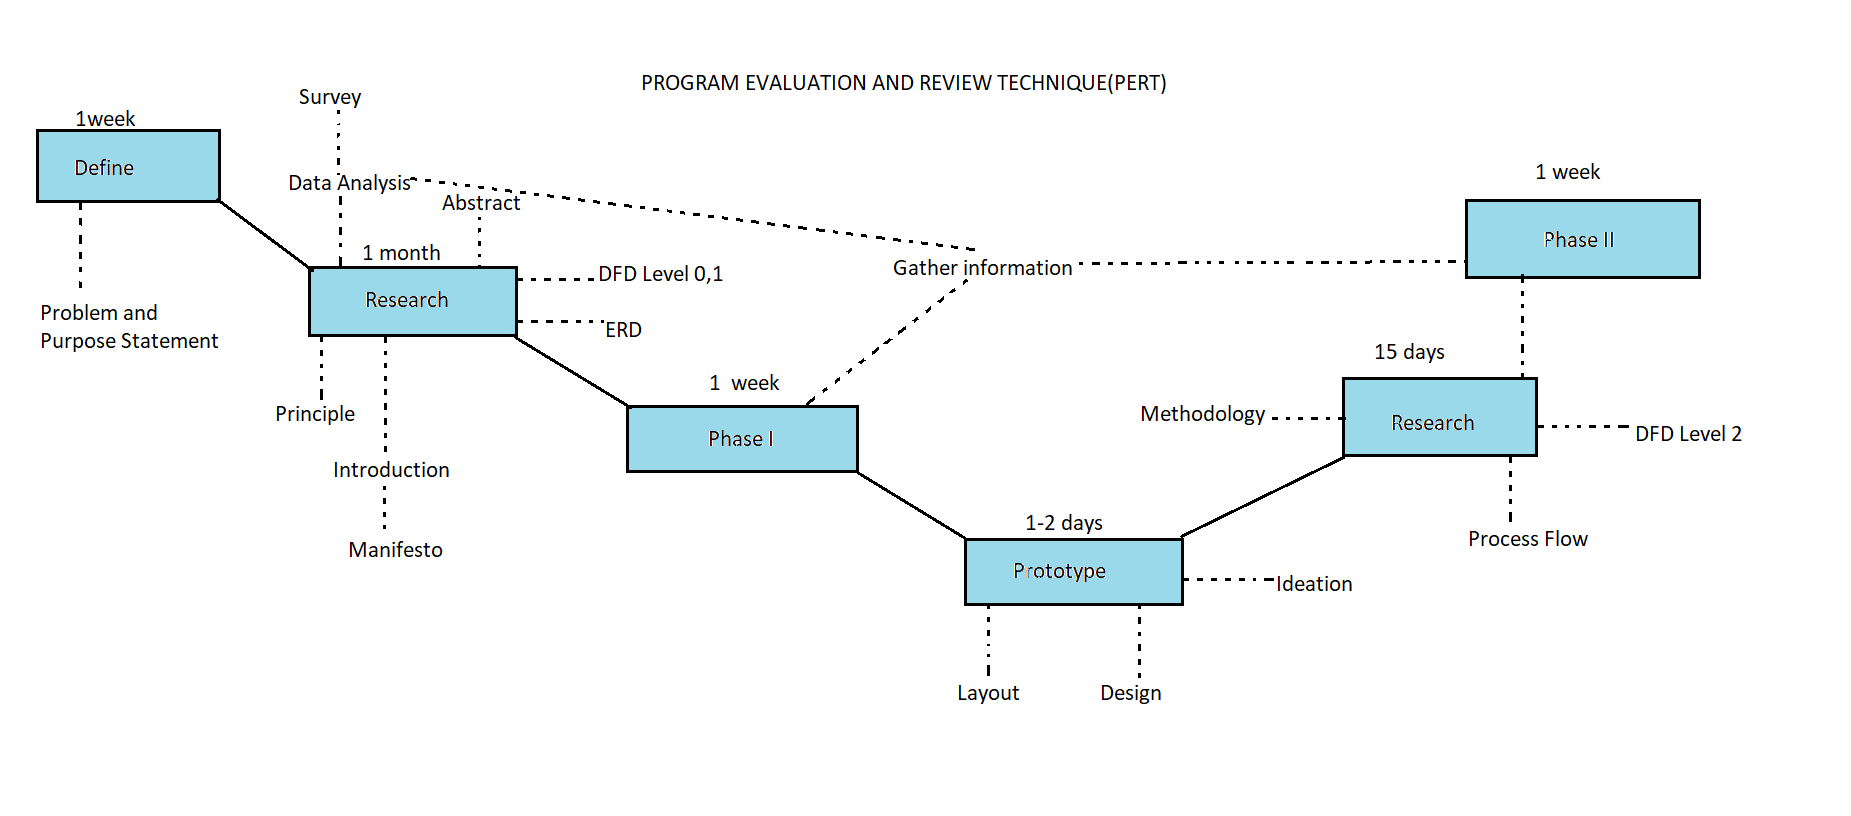 PROGRAM EVALUATION AND REVIEW TECHNIQUE(PERT)
Survey
1week
Define
Data Analysis
Abstract
1 week
Phase II
1 month
Research
DFD Level 0,1
ERD
Gather information
Problem and
Purpose Statement
Principle
Introduction
Manifesto
1  week
Phase I
15 days
Research
Methodology
DFD Level 2
Process Flow
1-2 days
Prototype
Ideation
Layout
Design